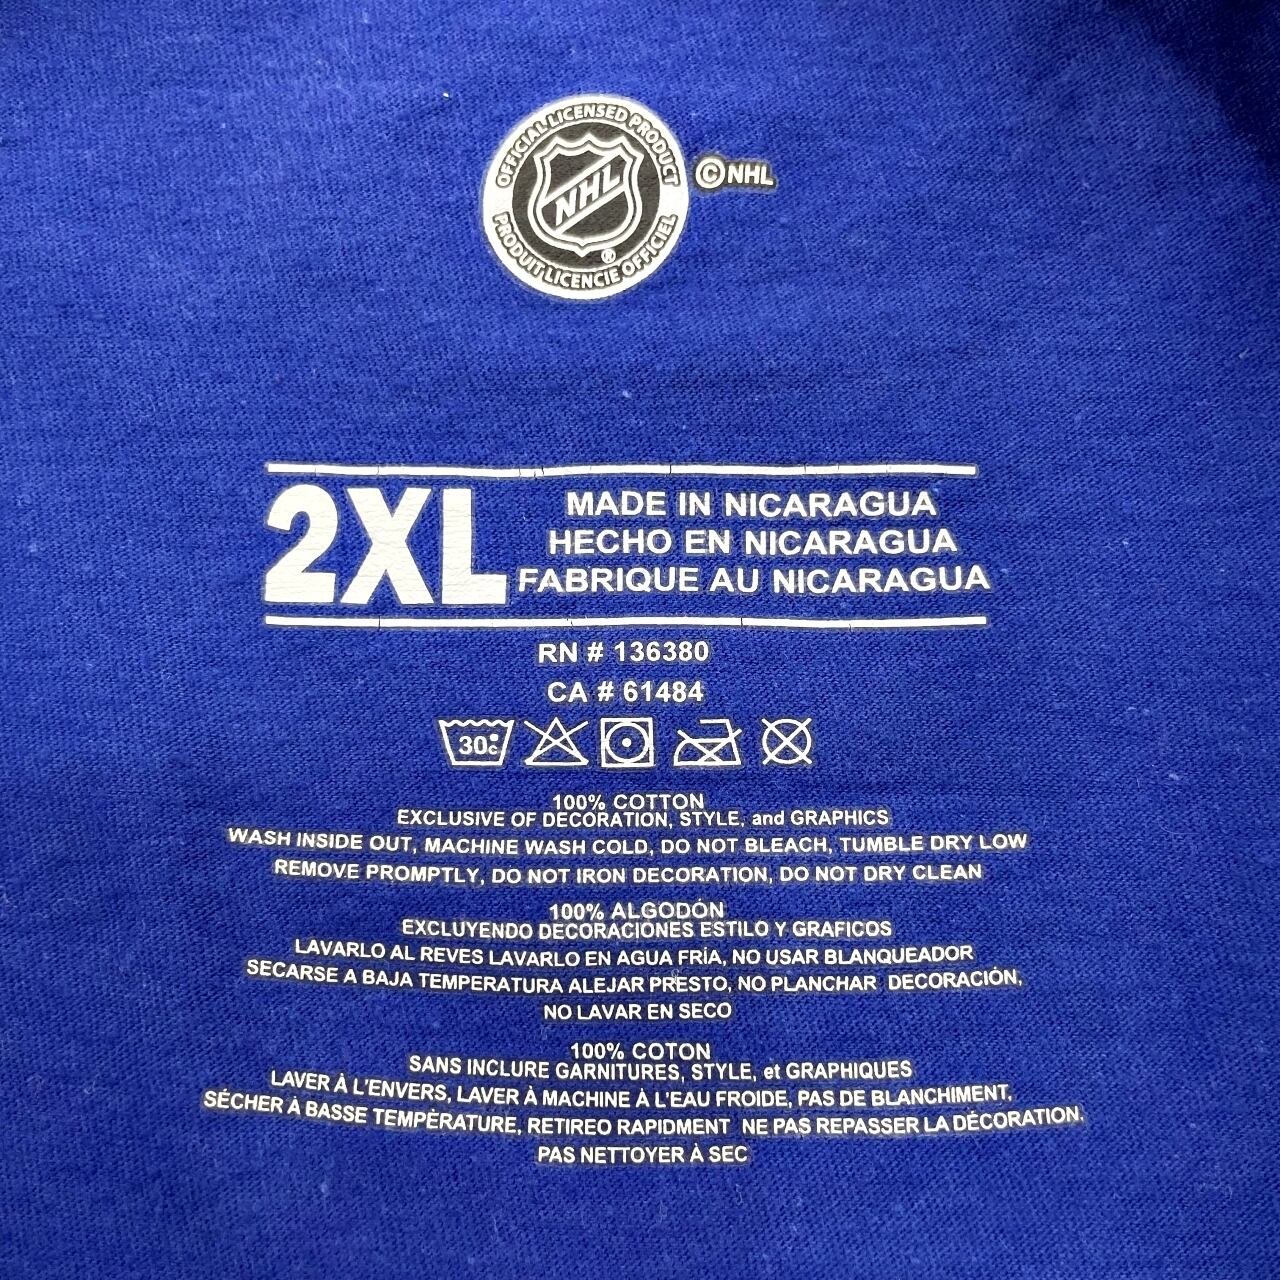 OFFICIAL LICENSED PRODUCT
NHL
®
PRODUIT LICENCIE OFFICIEL
© NHL
2XL
MADE IN NICARAGUA
HECHO EN NICARAGUA
FABRIQUE AU NICARAGUA
RN # 136380
CA # 61484
30c
100% COTTON
EXCLUSIVE OF DECORATION, STYLE, and GRAPHICS
WASH INSIDE OUT, MACHINE WASH COLD, DO NOT BLEACH, TUMBLE DRY LOW
REMOVE PROMPTLY, DO NOT IRON DECORATION, DO NOT DRY CLEAN
100% ALGODÓN
EXCLUYENDO DECORACIONES ESTILO Y GRAFICOS
LAVARLO AL REVES LAVARLO EN AGUA FRÍA, NO USAR BLANQUEADOR
SECARSE A BAJA TEMPERATURA ALEJAR PRESTO, NO PLANCHAR DECORACIÓN,
NO LAVAR EN SECO
100% COTON
SANS INCLURE GARNITURES, STYLE, et GRAPHIQUES
LAVER À L'ENVERS, LAVER À MACHINE À L'EAU FROIDE, PAS DE BLANCHIMENT,
SÉCHER À BASSE TEMPÈRATURE, RETIREO RAPIDMENT NE PAS REPASSER LA DÉCORATION,
PAS NETTOYER À SEC